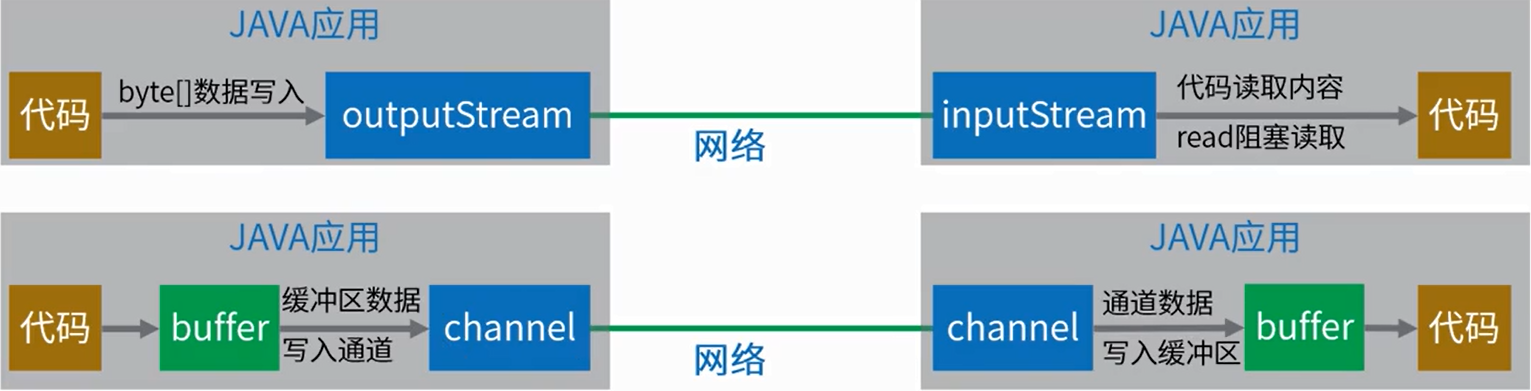 JAVA应用
代码
byte[]数据写入
outputStream
网络
JAVA应用
inputStream
代码读取内容
read阻塞读取
代码
JAVA应用
代码
buffer
缓冲区数据
写入通道
channel
网络
JAVA应用
channel
通道数据
写入缓冲区
buffer
代码